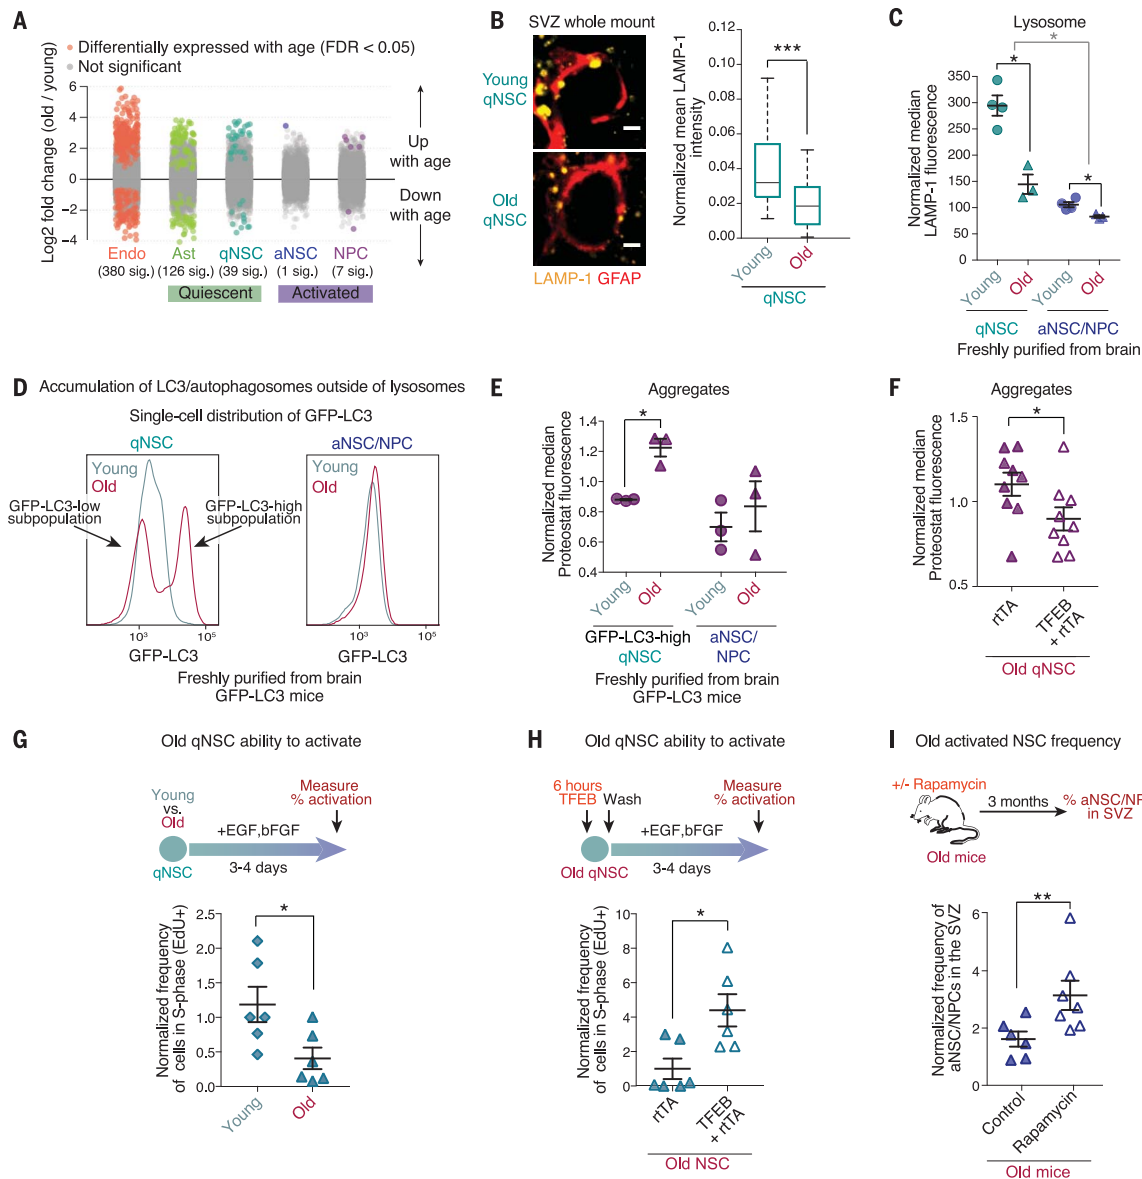 A
Differentially expressed with age (FDR < 0.05)
Not significant
Log2 fold change (old / young)
6
4
2
0
−2
−4
Up
with age
Down
with age
Endo
Ast
qNSC
aNSC
NPC
(380 sig.)
(126 sig.)
(39 sig.)
(1 sig.)
(7 sig.)
Quiescent
Activated
B
SVZ whole mount
Young
qNSC
Old
qNSC
LAMP-1 GFAP
Normalized mean LAMP-1
intensity
0.12
0.08
0.04
0.00
***
Young
Old
qNSC
C
Lysosome
Normalized median
LAMP-1 fluorescence
350
300
250
150
100
50
0
*
*
*
Young
Old
Young
Old
qNSC
aNSC/NPC
Freshly purified from brain
D
Accumulation of LC3/autophagosomes outside of lysosomes
Single-cell distribution of GFP-LC3
qNSC
aNSC/NPC
Young
Old
GFP-LC3-low
subpopulation
GFP-LC3-high
subpopulation
Young
Old
10³
10⁵
10³
10⁵
GFP-LC3
GFP-LC3
Freshly purified from brain
GFP-LC3 mice
E
Aggregates
Normalized median
Proteostat fluorescence
1.4
1.2
1.0
0.8
0.6
0.4
*
Young
Old
Young
Old
GFP-LC3-high
qNSC
aNSC/
NPC
Freshly purified from brain
GFP-LC3 mice
F
Aggregates
Normalized median
Proteostat fluorescence
1.5
1.0
0.5
*
rtTA
TFEB
+ rtTA
Old qNSC
G
Old qNSC ability to activate
Young
vs.
Old
qNSC
Measure
% activation
+EGF,bFGF
3-4 days
Normalized frequency
of cells in S-phase (EdU+)
2.5
2.0
1.5
1.0
0.5
0.0
*
Young
Old
H
Old qNSC ability to activate
6 hours
TFEB
Wash
Measure
% activation
+EGF,bFGF
Old qNSC
3-4 days
Normalized frequency
of cells in S-phase (EdU+)
10
8
6
4
2
0
*
rtTA
TFEB
+ rtTA
Old NSC
I
Old activated NSC frequency
+/- Rapamycin
3 months
% aNSC/NP
in SVZ
Old mice
Normalized frequency of
aNSC/NPCs in the SVZ
6
4
2
0
**
Control
Rapamycin
Old mice